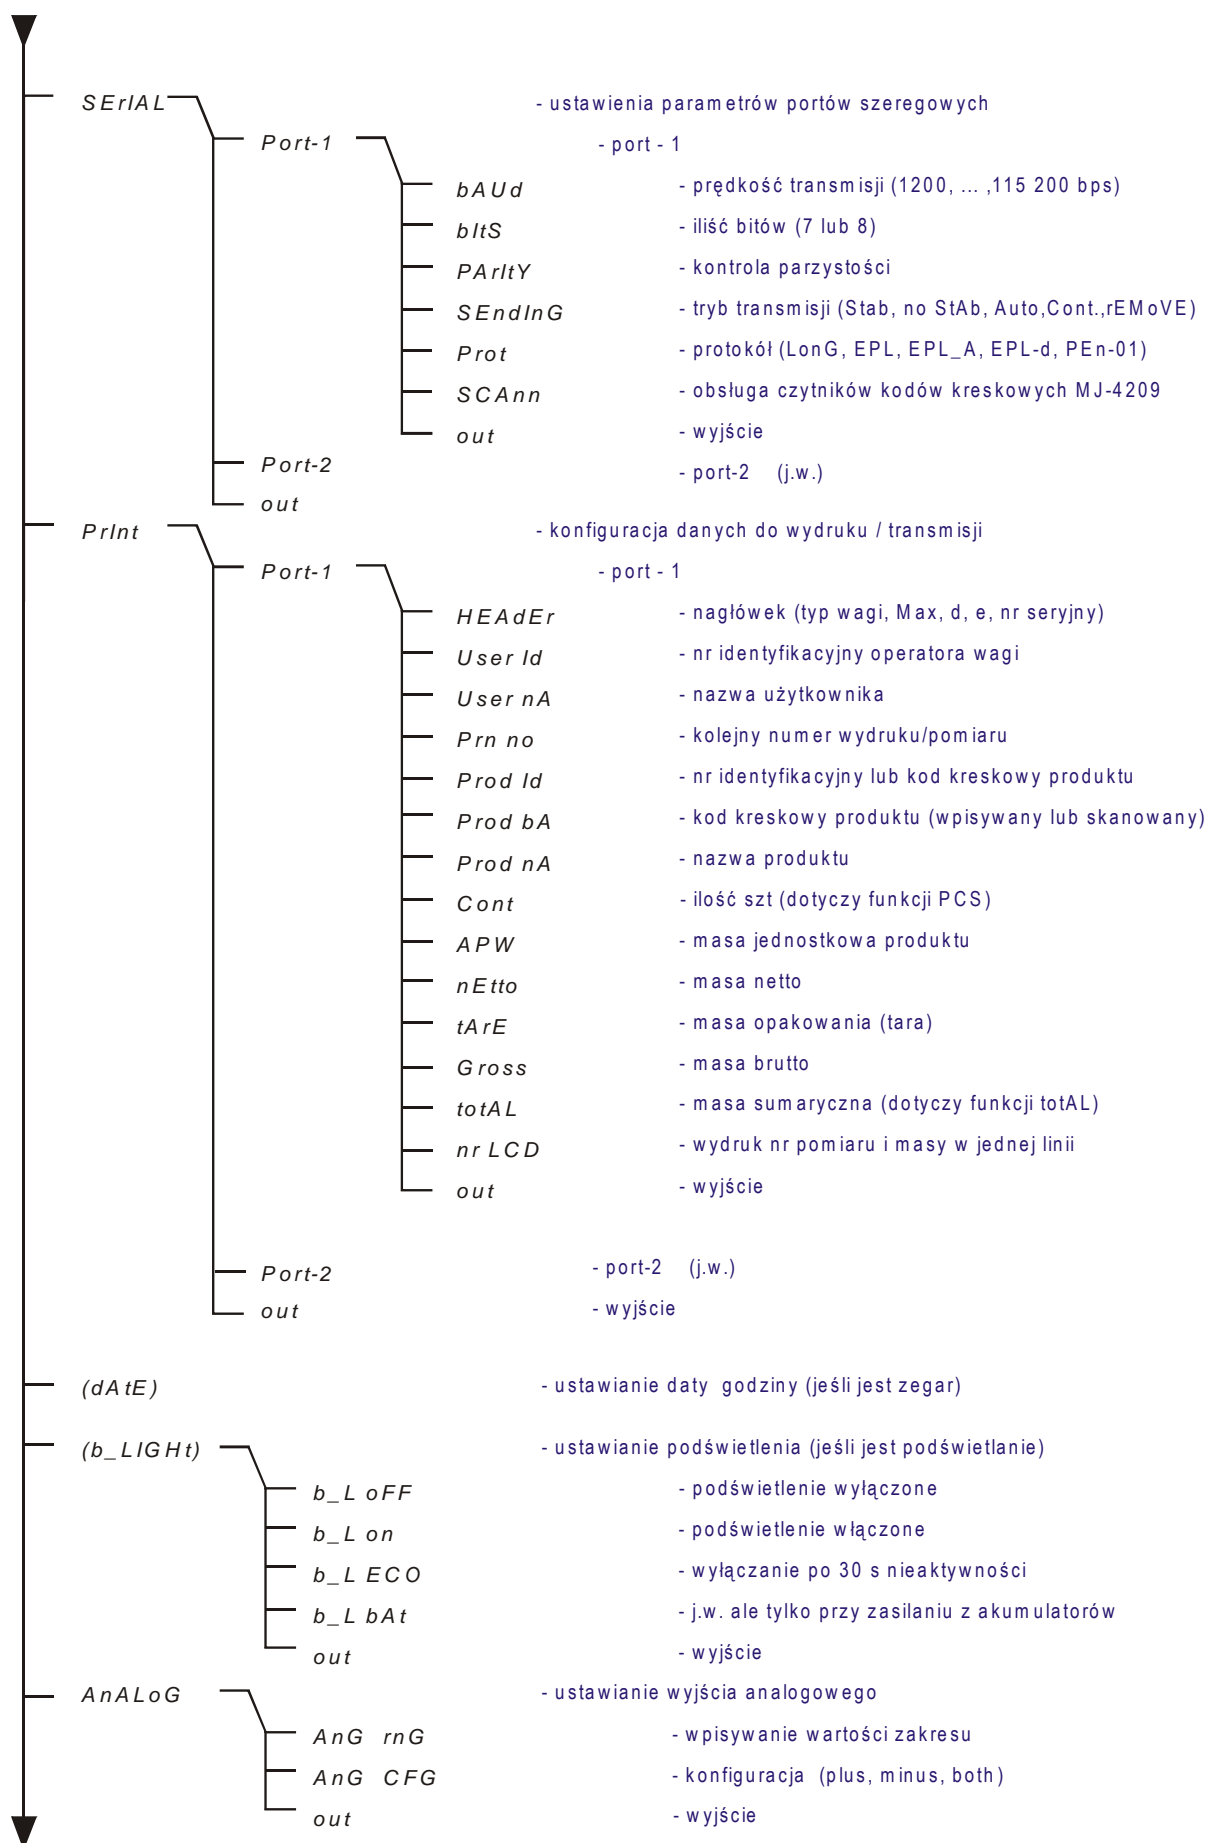 SErIAL - ustawienia parametrów portów szeregowych
Port-1 - port - 1
bAUd - prędkość transmisji (1200, ... ,115 200 bps)
bItS - iliść bitów (7 lub 8)
PArItY - kontrola parzystości
SEndInG - tryb transmisji (Stab, no StAb, Auto,Cont.,rEMoVE)
Prot - protokół (LonG, EPL, EPL_A, EPL-d, PEn-01)
SCAnn - obsługa czytników kodów kreskowych MJ-4209
out - wyjście
Port-2 - port-2 (j.w.)
out
PrInt - konfiguracja danych do wydruku / transmisji
Port-1 - port - 1
HEAdEr - nagłówek (typ wagi, Max, d, e, nr seryjny)
User Id - nr identyfikacyjny operatora wagi
User nA - nazwa użytkownika
Prn no - kolejny numer wydruku/pomiaru
Prod Id - nr identyfikacyjny lub kod kreskowy produktu
Prod bA - kod kreskowy produktu (wpisywany lub skanowany)
Prod nA - nazwa produktu
Cont - ilość szt (dotyczy funkcji PCS)
APW - masa jednostkowa produktu
nEtto - masa netto
tArE - masa opakowania (tara)
Gross - masa brutto
totAL - masa sumaryczna (dotyczy funkcji totAL)
nr LCD - wydruk nr pomiaru i masy w jednej linii
out - wyjście
Port-2 - port-2 (j.w.)
out - wyjście
(dAtE) - ustawianie daty godziny (jeśli jest zegar)
(b_LIGHt) - ustawianie podświetlenia (jeśli jest podświetlanie)
b_L oFF - podświetlenie wyłączone
b_L on - podświetlenie włączone
b_L ECO - wyłączanie po 30 s nieaktywności
b_L bAt - j.w. ale tylko przy zasilaniu z akumulatorów
out - wyjście
AnALoG - ustawianie wyjścia analogowego
AnG rnG - wpisywanie wartości zakresu
AnG CFG - konfiguracja (plus, minus, both)
out - wyjście